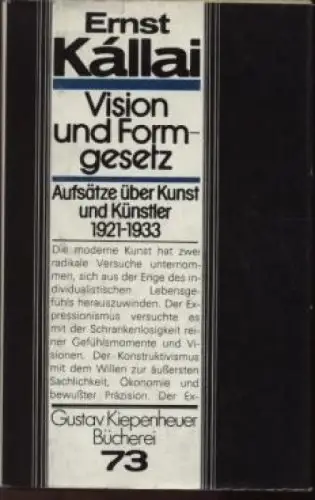 Ernst
Kállai
Vision
und Form-
gesetz
Aufsätze über Kunst
und Künstler
1921-1933
Die moderne Kunst hat zwei
radikale Versuche unternom-
men, sich aus der Enge des in-
dividualistischen Lebensge-
fühls herauszuwinden. Der Ex-
pressionismus versuchte es
mit der Schrankenlosigkeit rei-
ner Gefühlsmomente und Vi-
sionen. Der Konstruktivismus
mit dem Willen zur äußersten
Sachlichkeit, Ökonomie und
bewußter Präzision. Der Ex-
Gustav Kiepenheuer
Bücherei
73